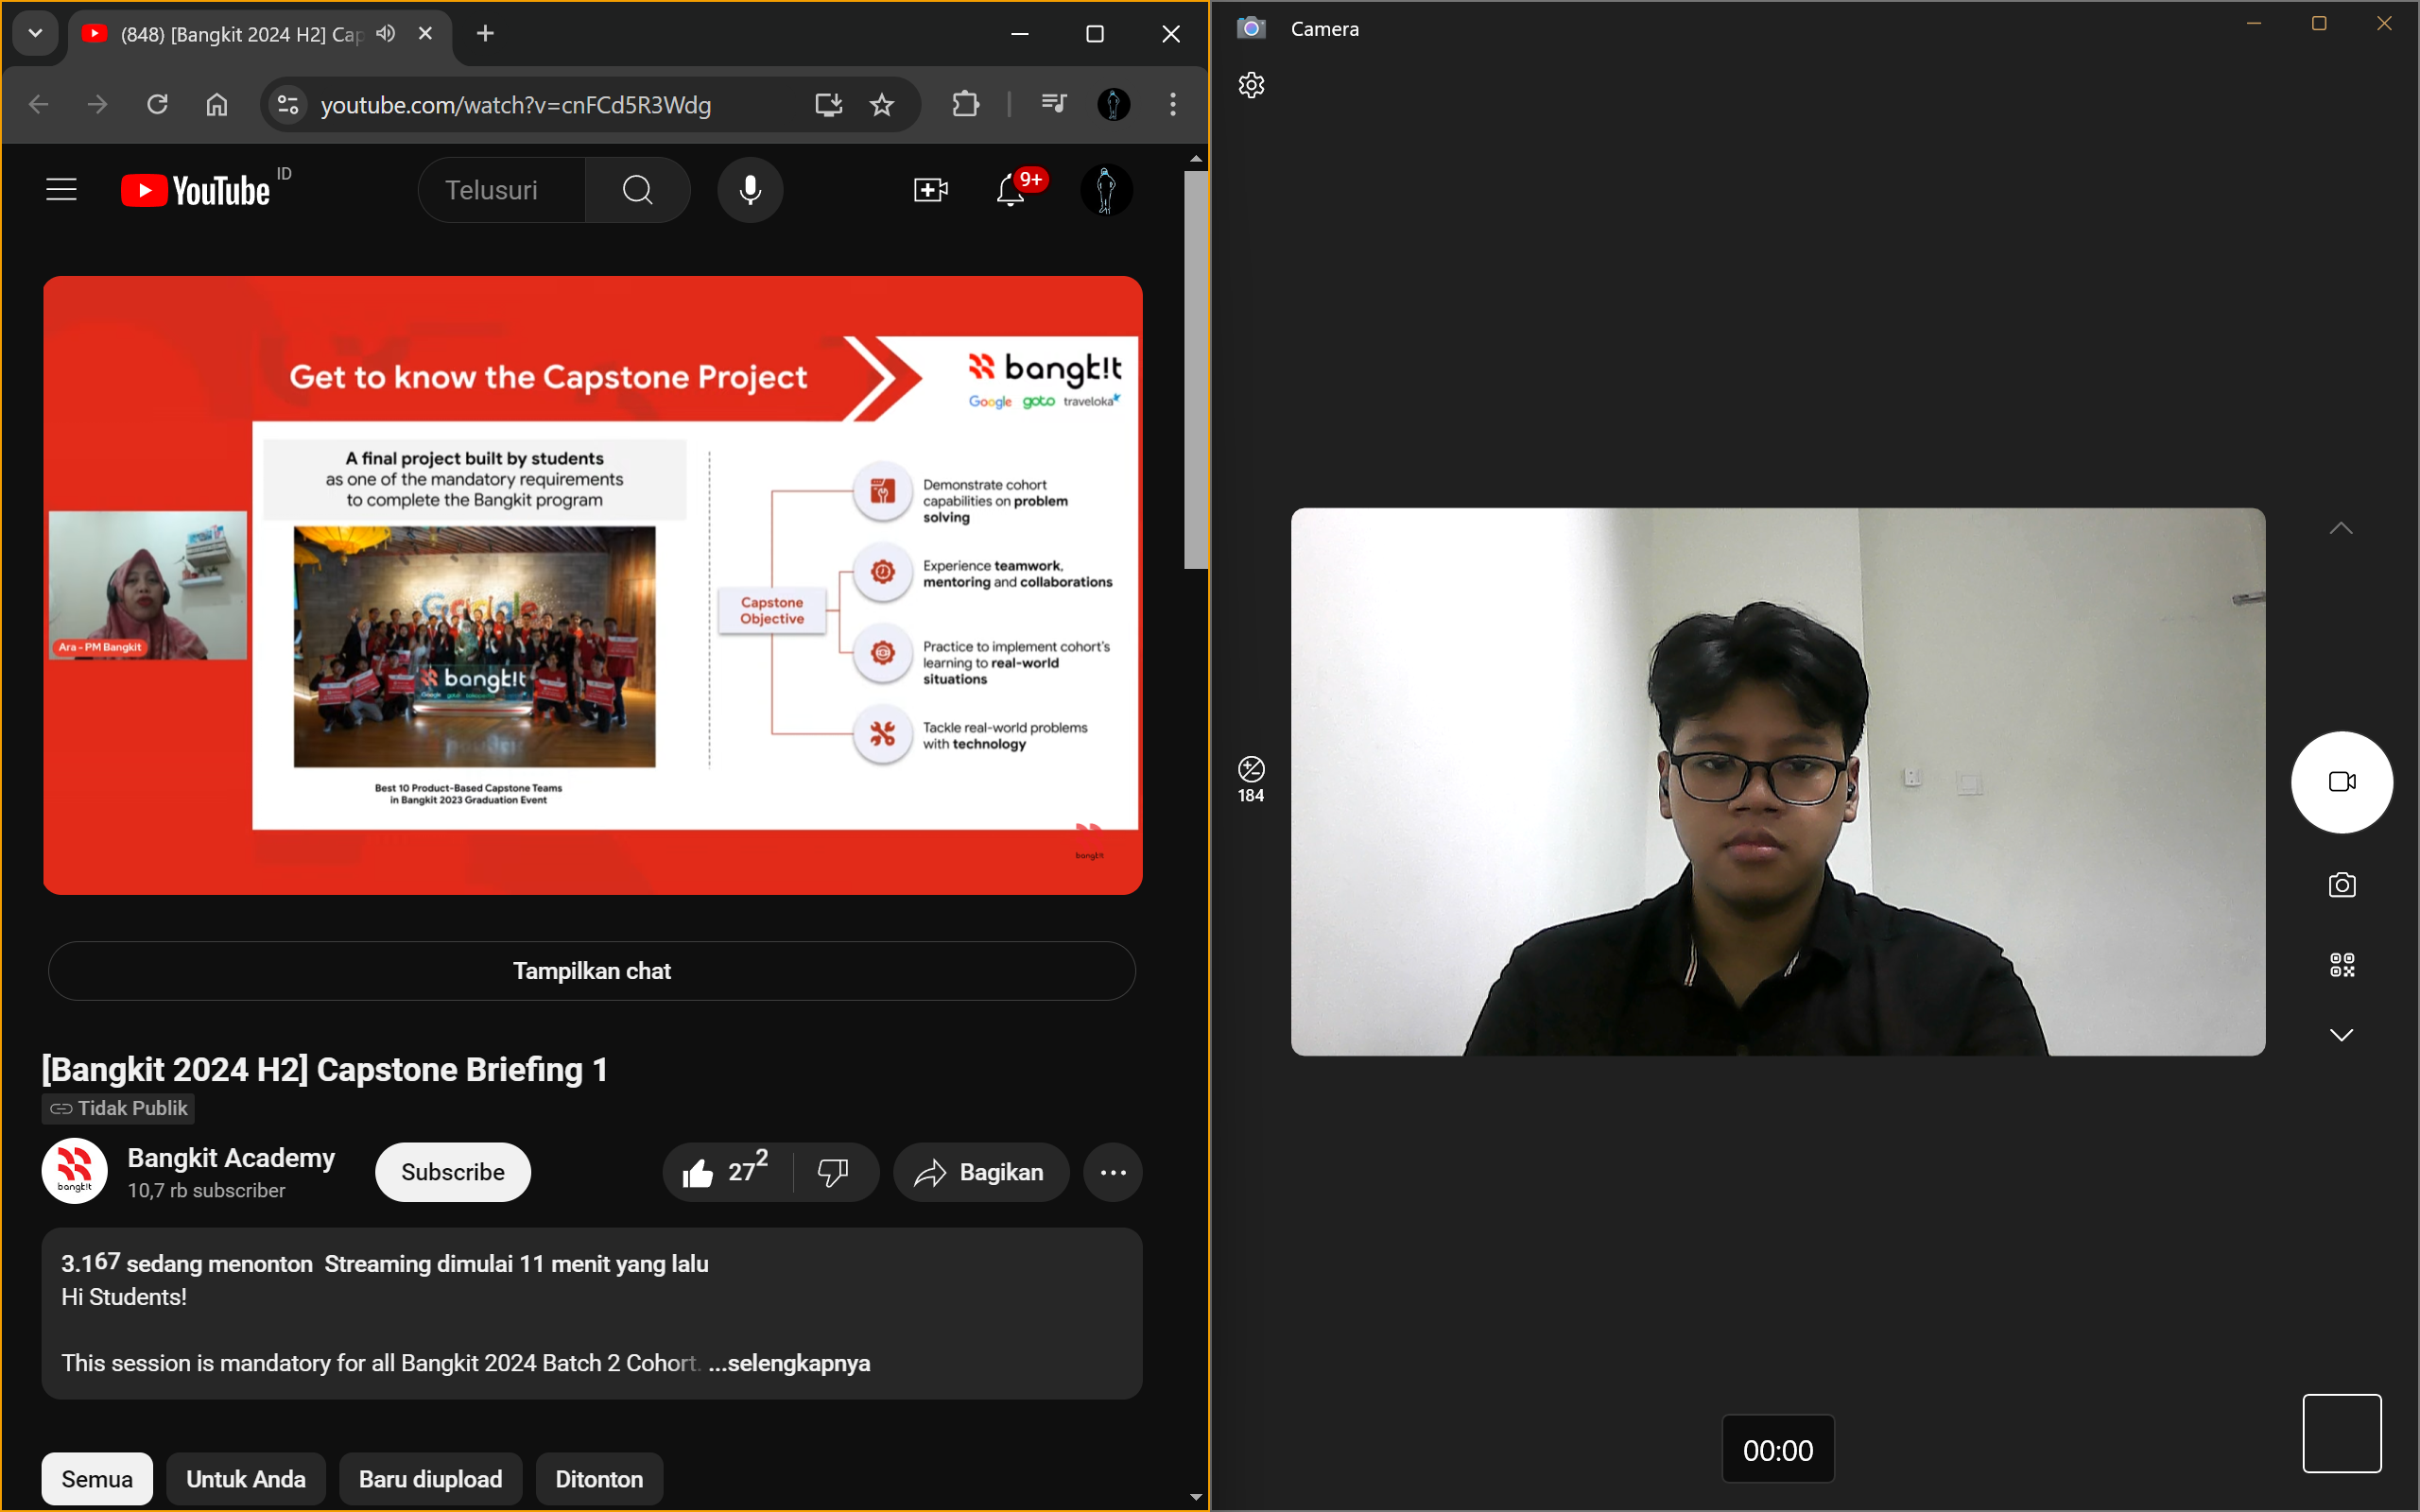 (848) [Bangkit 2024 H2] Cap
youtube.com/watch?v=cnFCd5R3Wdg
YouTube ID
Telusuri
9+
Get to know the Capstone Project
bangk!t
Google goto traveloka
A final project built by students
as one of the mandatory requirements
to complete the Bangkit program
Ara - PM Bangkit
Google
bangk!t
Best 10 Product-Based Capstone Teams
in Bangkit 2023 Graduation Event
Capstone
Objective
Demonstrate cohort
capabilities on problem
solving
Experience teamwork,
mentoring and collaborations
Practice to implement cohort's
learning to real-world
situations
Tackle real-world problems
with technology
bangk!t
Tampilkan chat
[Bangkit 2024 H2] Capstone Briefing 1
Tidak Publik
bangk!t
Bangkit Academy
10,7 rb subscriber
Subscribe
272
Bagikan
3.167 sedang menonton Streaming dimulai 11 menit yang lalu
Hi Students!
This session is mandatory for all Bangkit 2024 Batch 2 Cohort. ...selengkapnya
Semua
Untuk Anda
Baru diupload
Ditonton
Camera
184
00:00